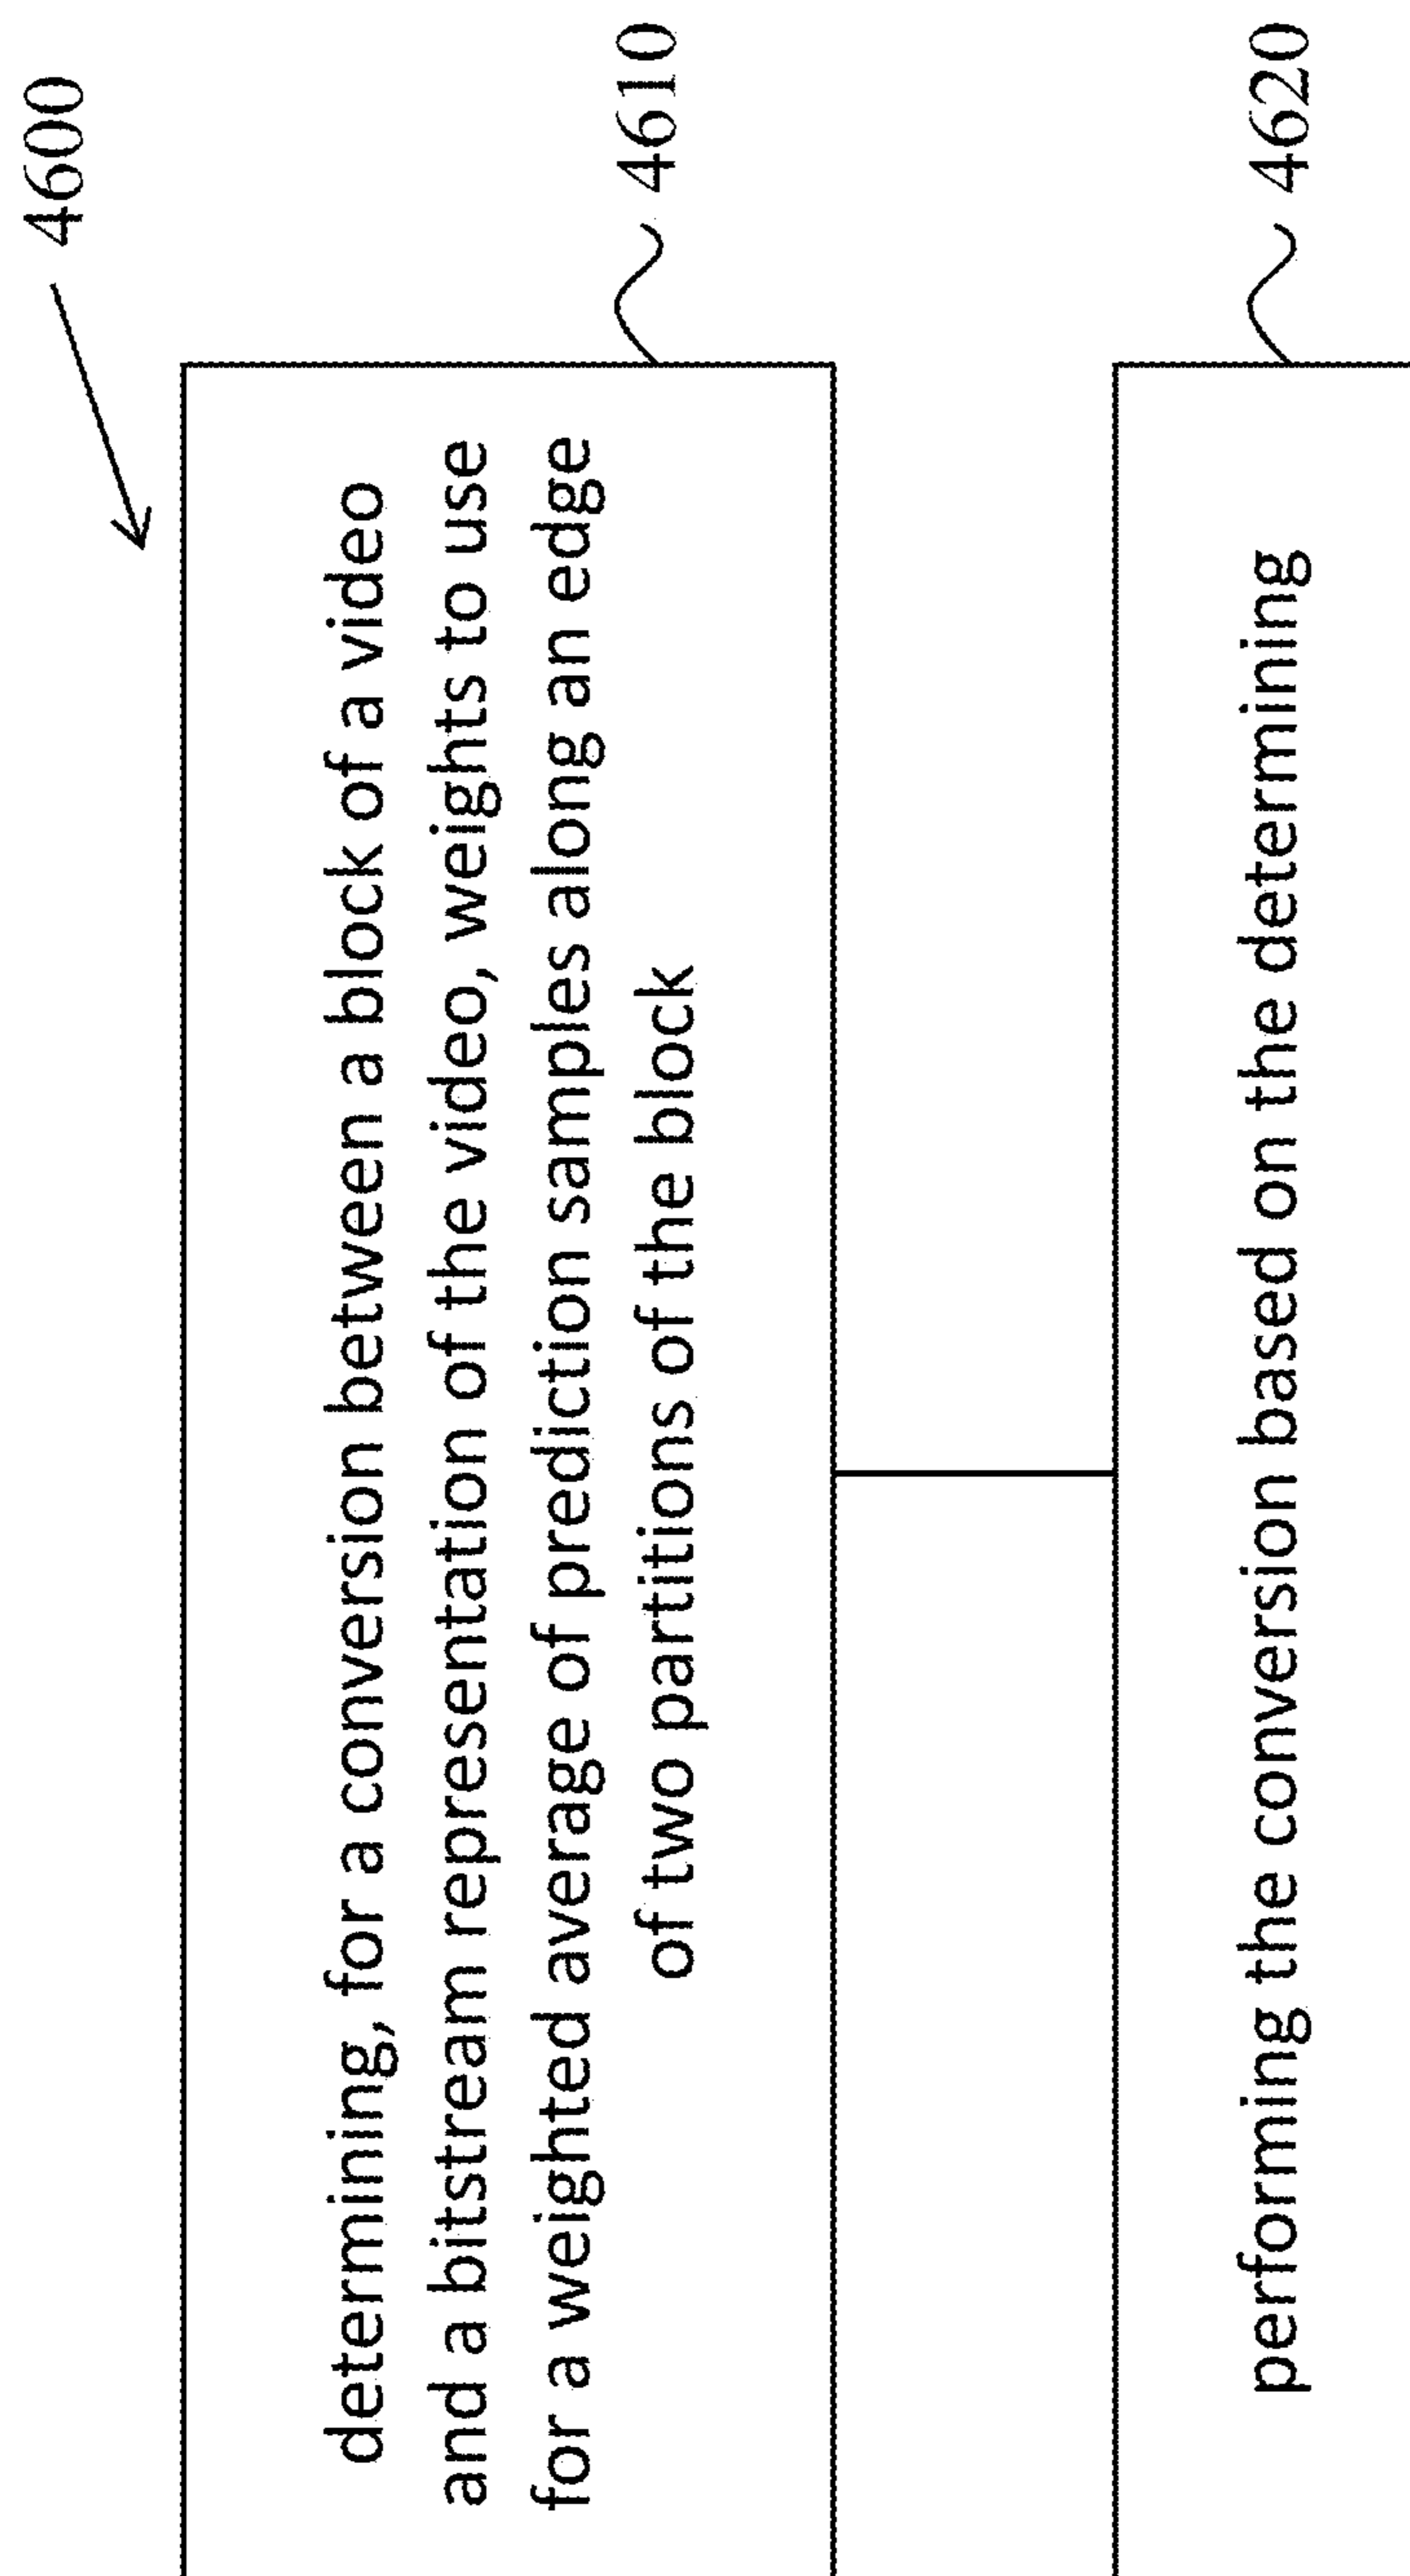 4600
determining, for a conversion between a block of a video
and a bitstream representation of the video, weights to use
for a weighted average of prediction samples along an edge
of two partitions of the block
4610
performing the conversion based on the determining
4620